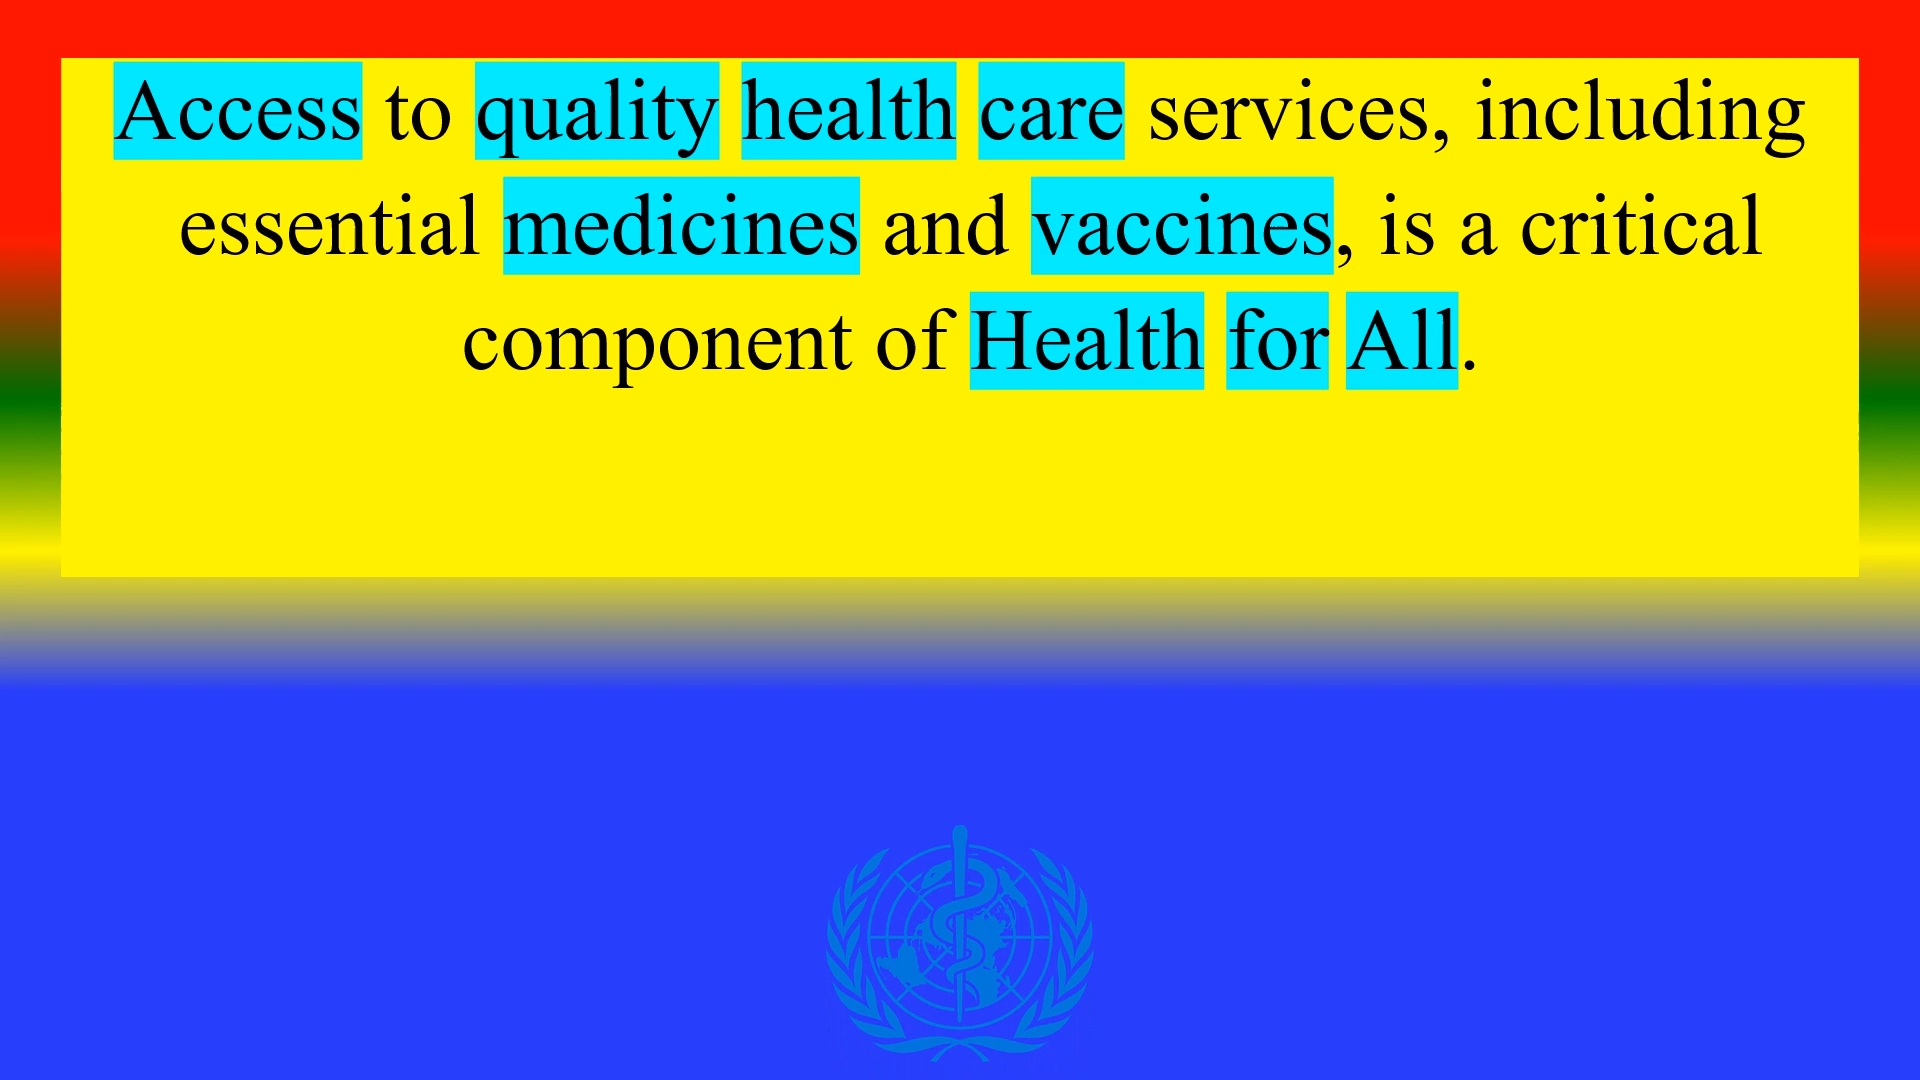 Access to quality health care services, including
essential medicines and vaccines, is a critical
component of Health for All.